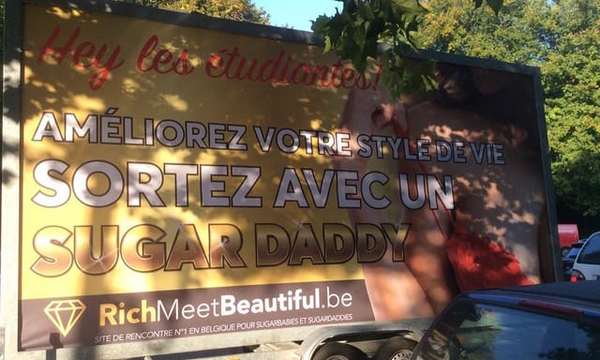 Hey les étudiantes!
AMÉLIOREZ VOTRE STYLE DE VIE
SORTEZ AVEC UN
SUGAR DADDY
RichMeetBeautiful.be
SITE DE RENCONTRE N°1 EN BELGIQUE POUR SUGARBABIES ET SUGARDADDIES